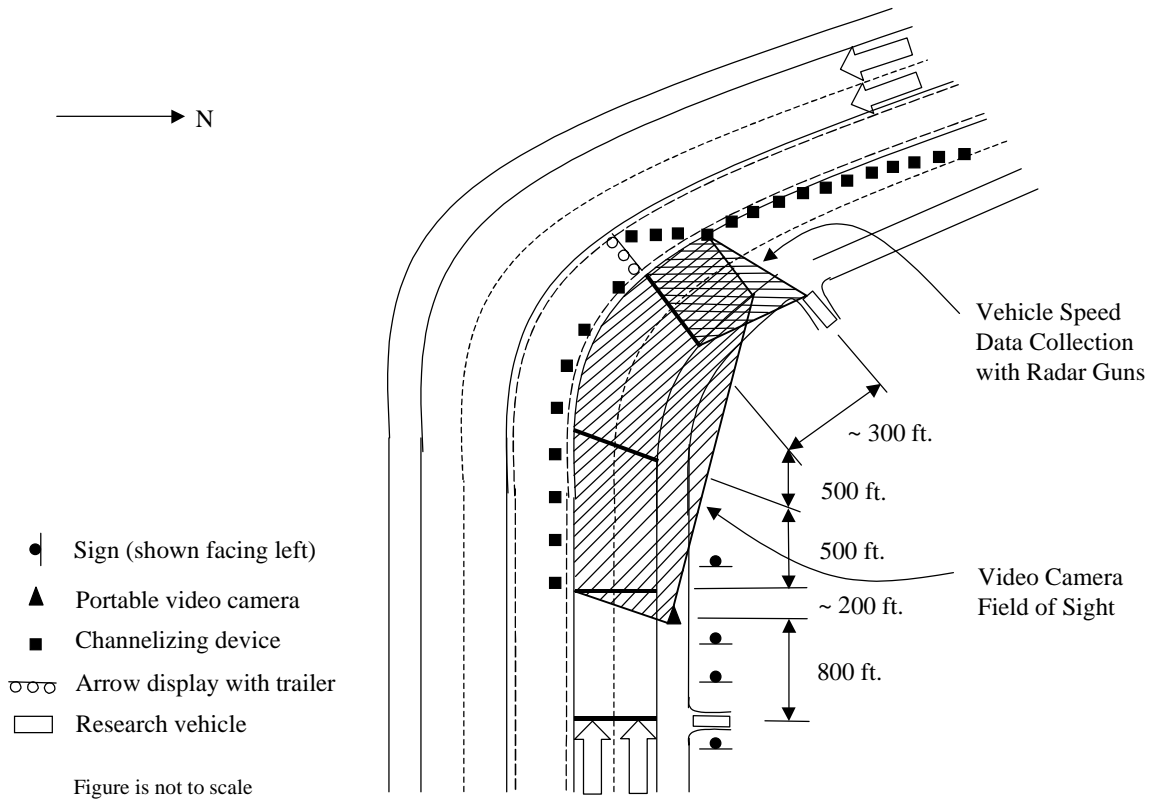 N
Vehicle Speed
Data Collection
with Radar Guns
~ 300 ft.
500 ft.
500 ft.
~ 200 ft.
800 ft.
Video Camera
Field of Sight
Sign (shown facing left)
Portable video camera
Channelizing device
Arrow display with trailer
Research vehicle
Figure is not to scale